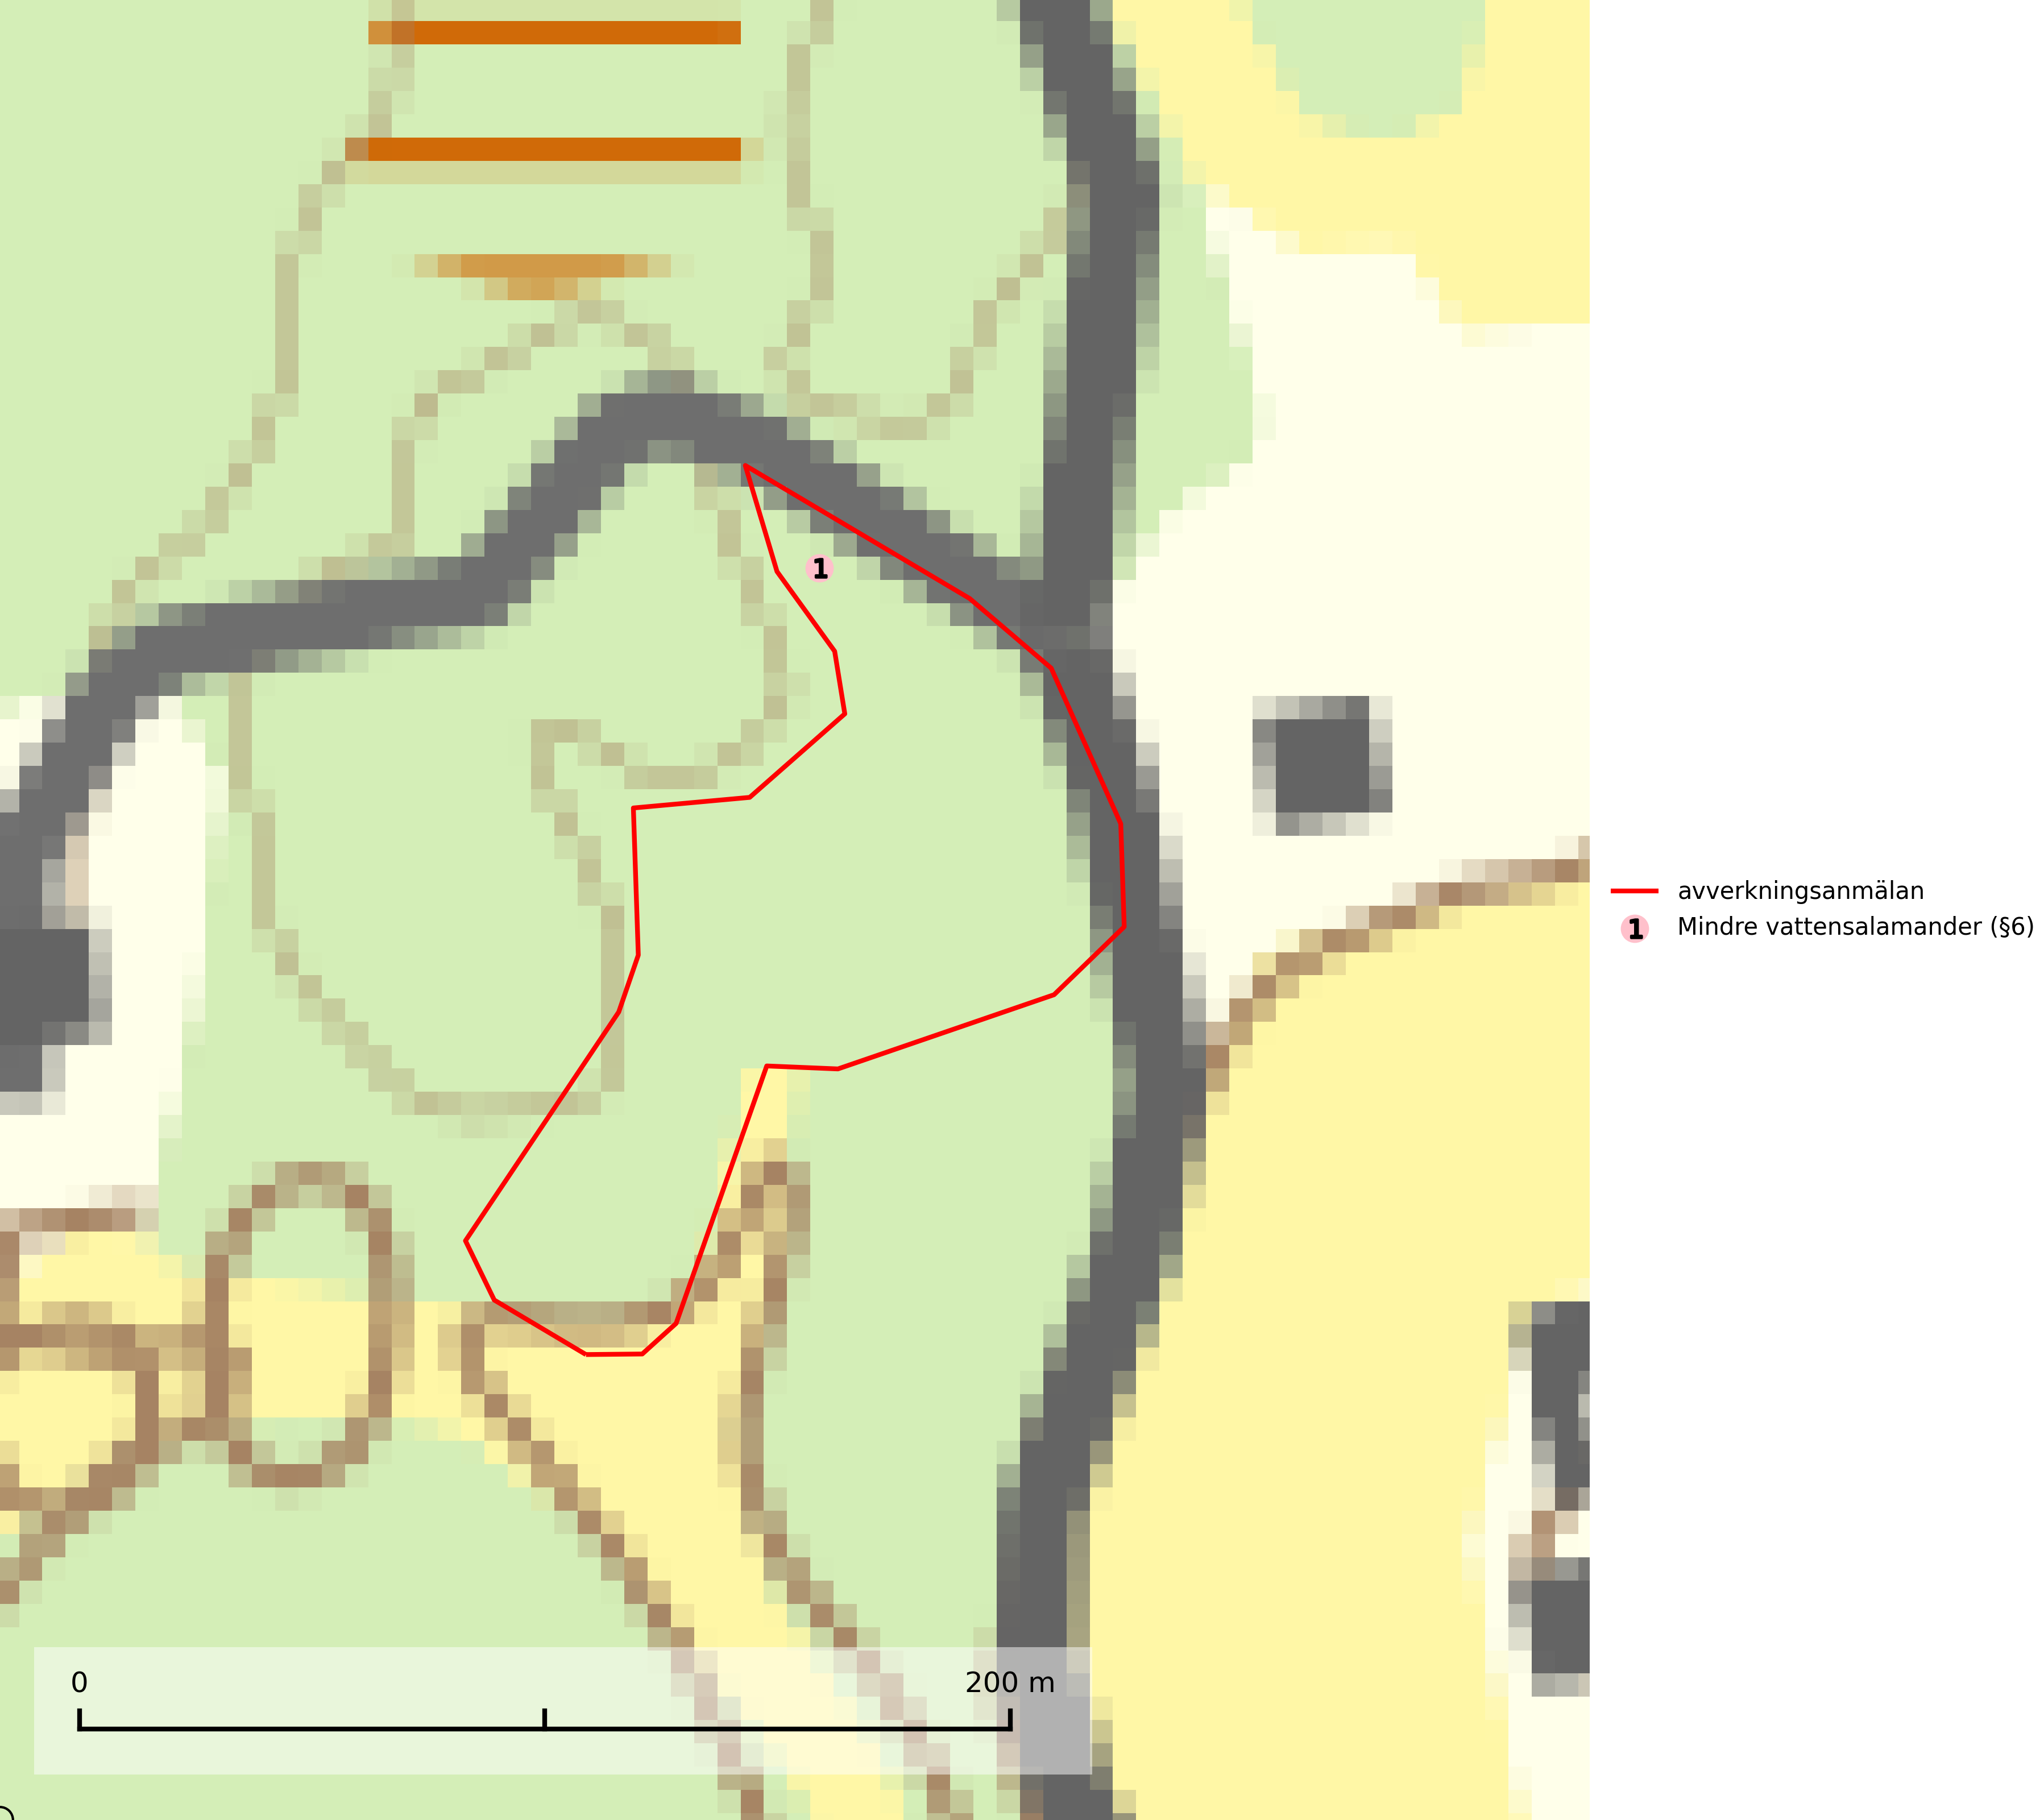 1
avverkningsanmälan
1 Mindre vattensalamander (§6)
0 200 m